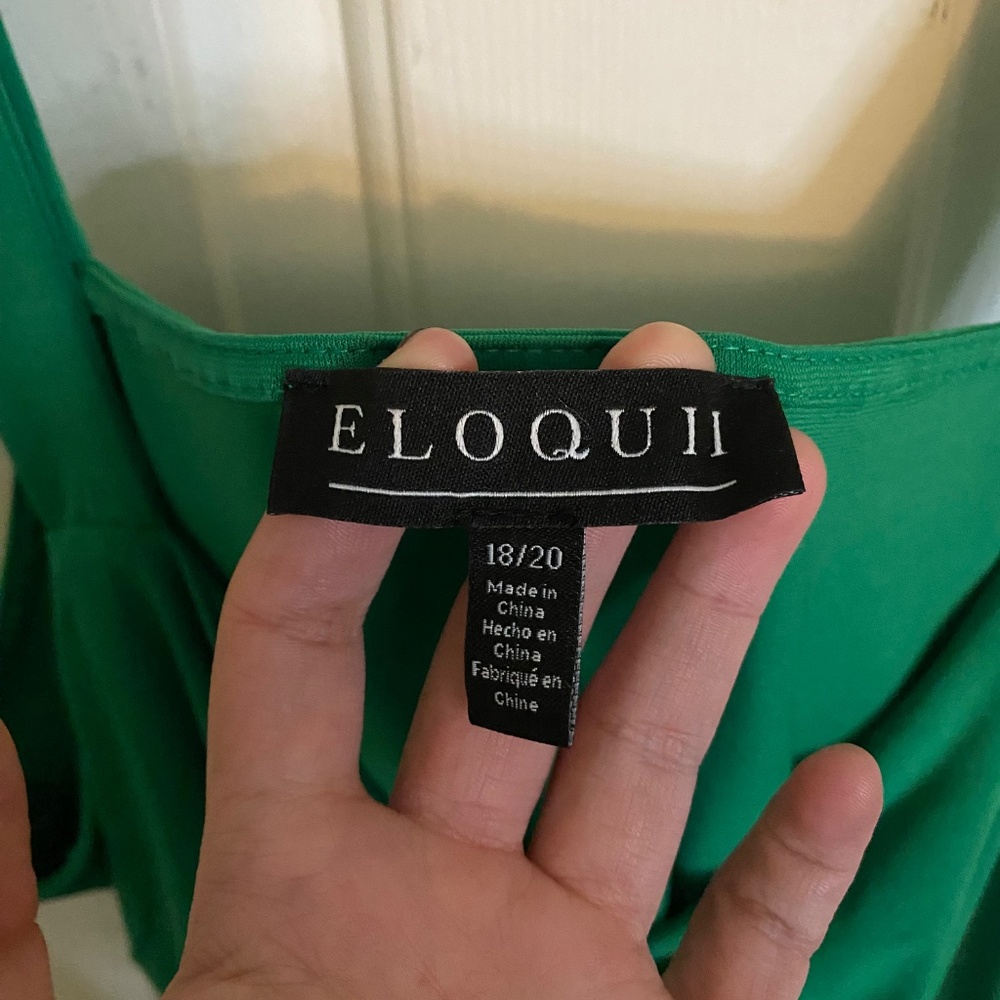 ELOQUII
18/20
Made in
China
Hecho en
China
Fabriqué en
Chine